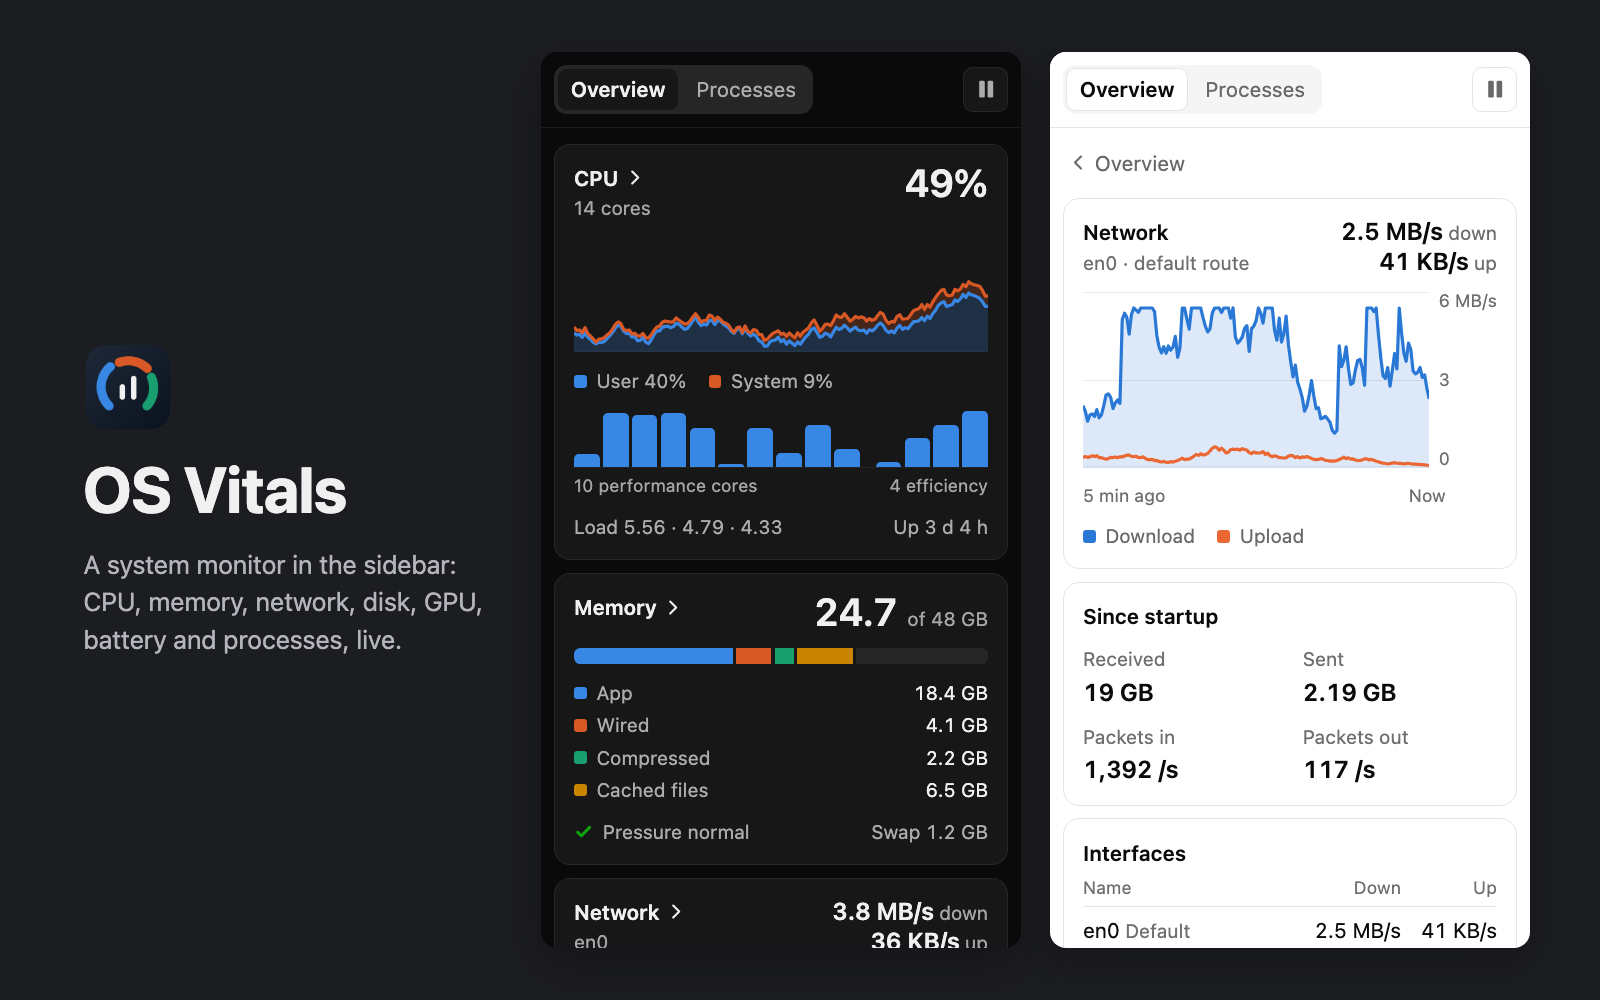 OS Vitals
A system monitor in the sidebar:
CPU, memory, network, disk, GPU,
battery and processes, live.
Overview Processes
CPU 49%
14 cores
User 40% System 9%
10 performance cores 4 efficiency
Load 5.56 · 4.79 · 4.33 Up 3 d 4 h
Memory 24.7 of 48 GB
App 18.4 GB
Wired 4.1 GB
Compressed 2.2 GB
Cached files 6.5 GB
Pressure normal Swap 1.2 GB
Network 3.8 MB/s down
en0 36 KB/s up
Overview Processes
Overview
Network 2.5 MB/s down
en0 · default route 41 KB/s up
6 MB/s
3
0
5 min ago Now
Download Upload
Since startup
Received Sent
19 GB 2.19 GB
Packets in Packets out
1,392 /s 117 /s
Interfaces
Name Down Up
en0 Default 2.5 MB/s 41 KB/s